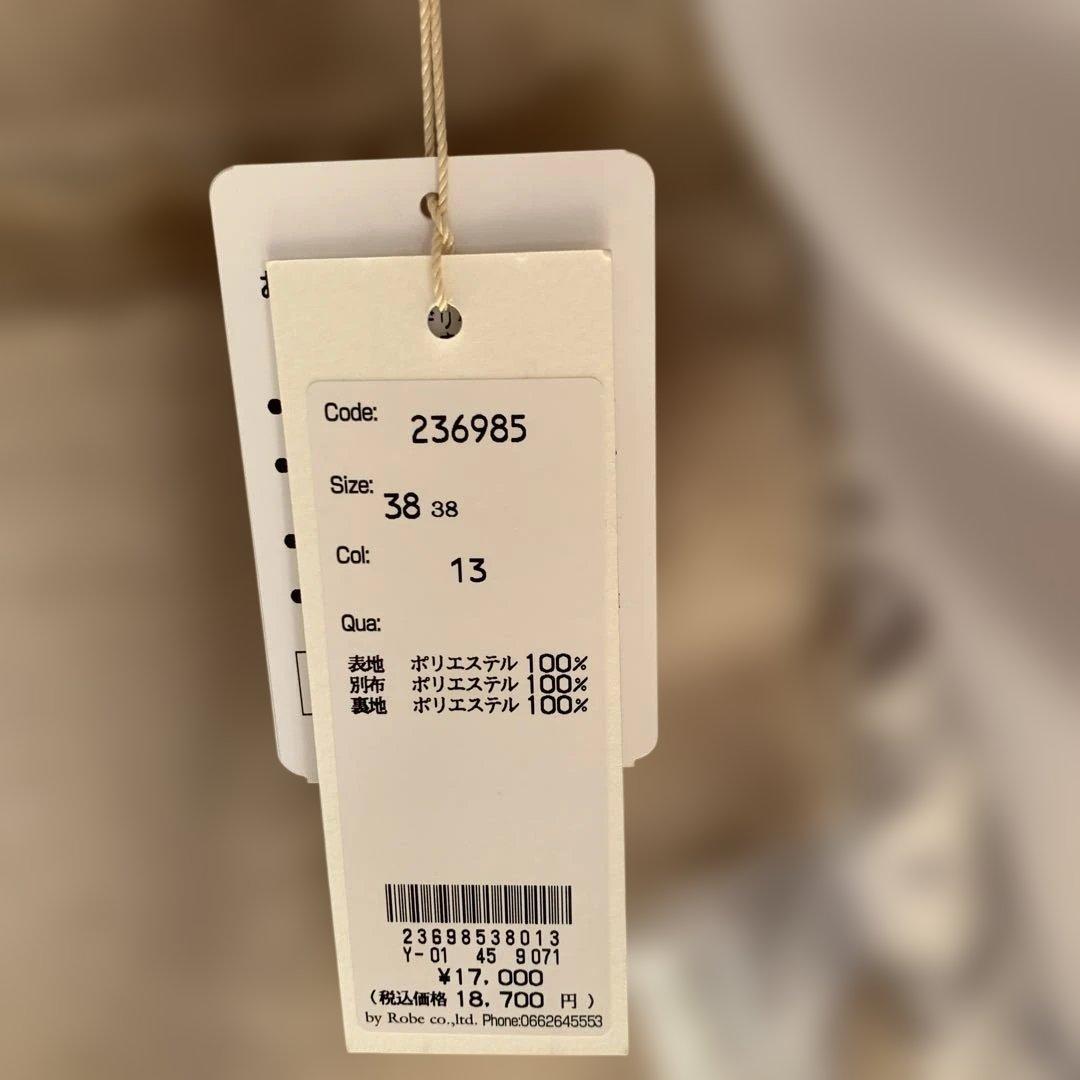 Code: 236985
Size: 38 38
Col: 13
Qua:
表地 ポリエステル 100%
別布 ポリエステル 100%
裏地 ポリエステル 100%
23698538013
Y-01 45 9071
¥17,000
(税込価格 18,700 円)
by Robe co.,ltd. Phone:0662645553